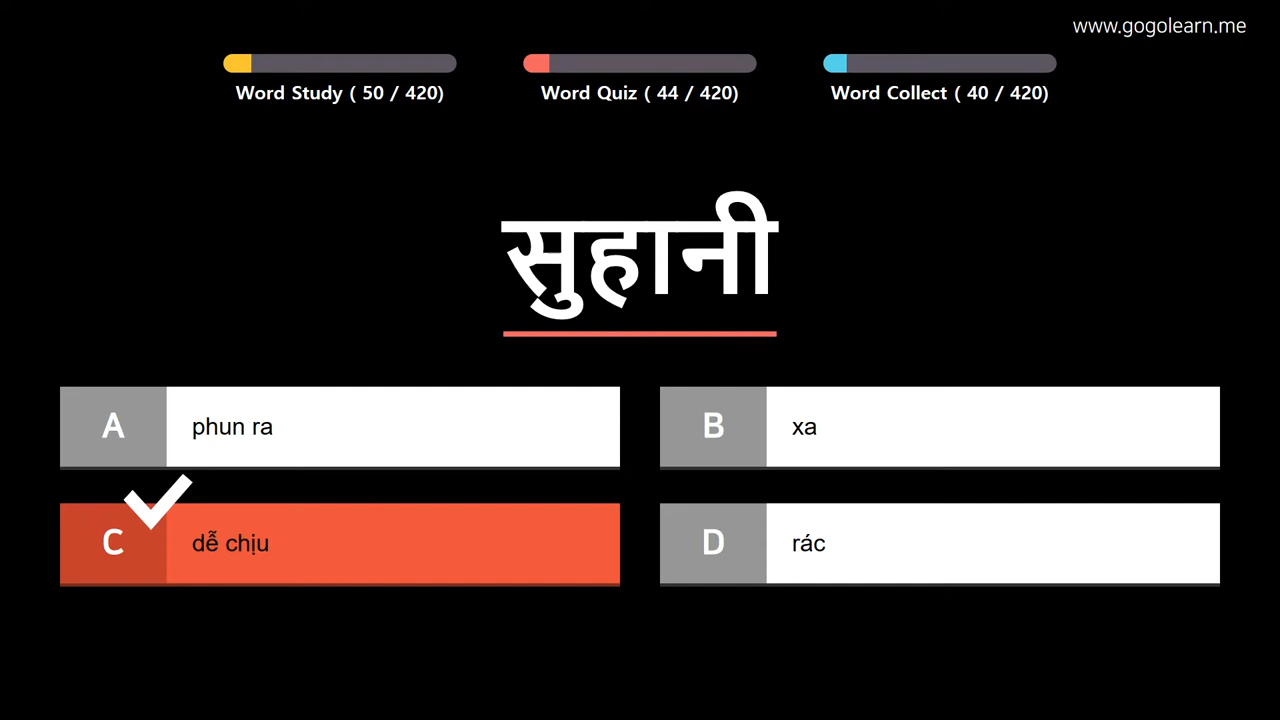 www.gogolearn.me
Word Study ( 50 / 420)
Word Quiz ( 44 / 420)
Word Collect ( 40 / 420)
सुहानी
A phun ra
B xa
C dễ chịu
D rác